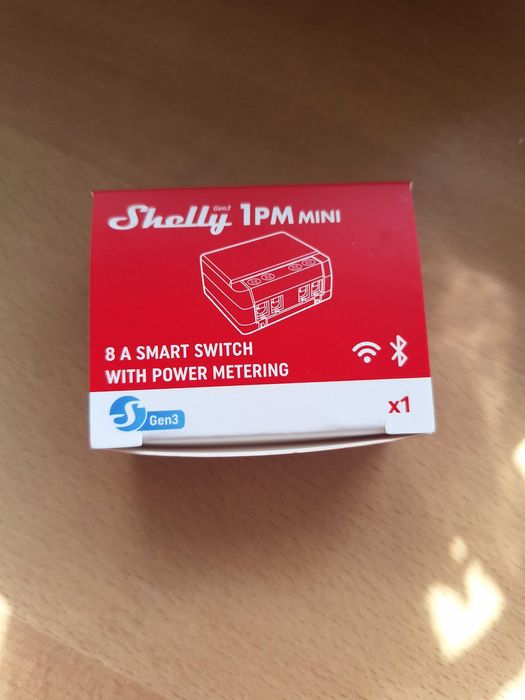 Shelly Gen3 1PM MINI
8 A SMART SWITCH
WITH POWER METERING
Gen3
x1